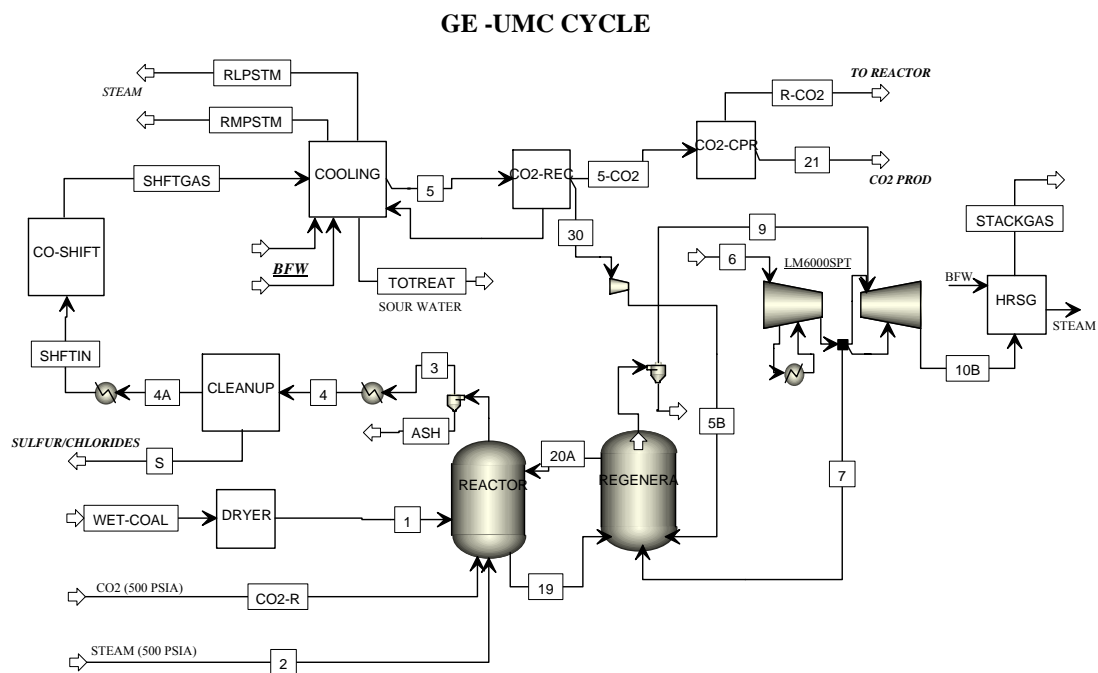 GE -UMC CYCLE
RLPSTM
STEAM
RMPSTM
TO REACTOR
R-CO2
CO2-CPR
21
CO2 PROD
SHFTGAS
COOLING
5
CO2-REC
5-CO2
30
9
6
LM6000SPT
STACKGAS
CO-SHIFT
BFW
TOTREAT
SOUR WATER
BFW
HRSG
STEAM
10B
SHFTIN
4A
CLEANUP
4
3
ASH
SULFUR/CHLORIDES
S
5B
7
20A
REACTOR
REGENERA
WET-COAL
DRYER
1
19
CO2 (500 PSIA)
CO2-R
STEAM (500 PSIA)
2